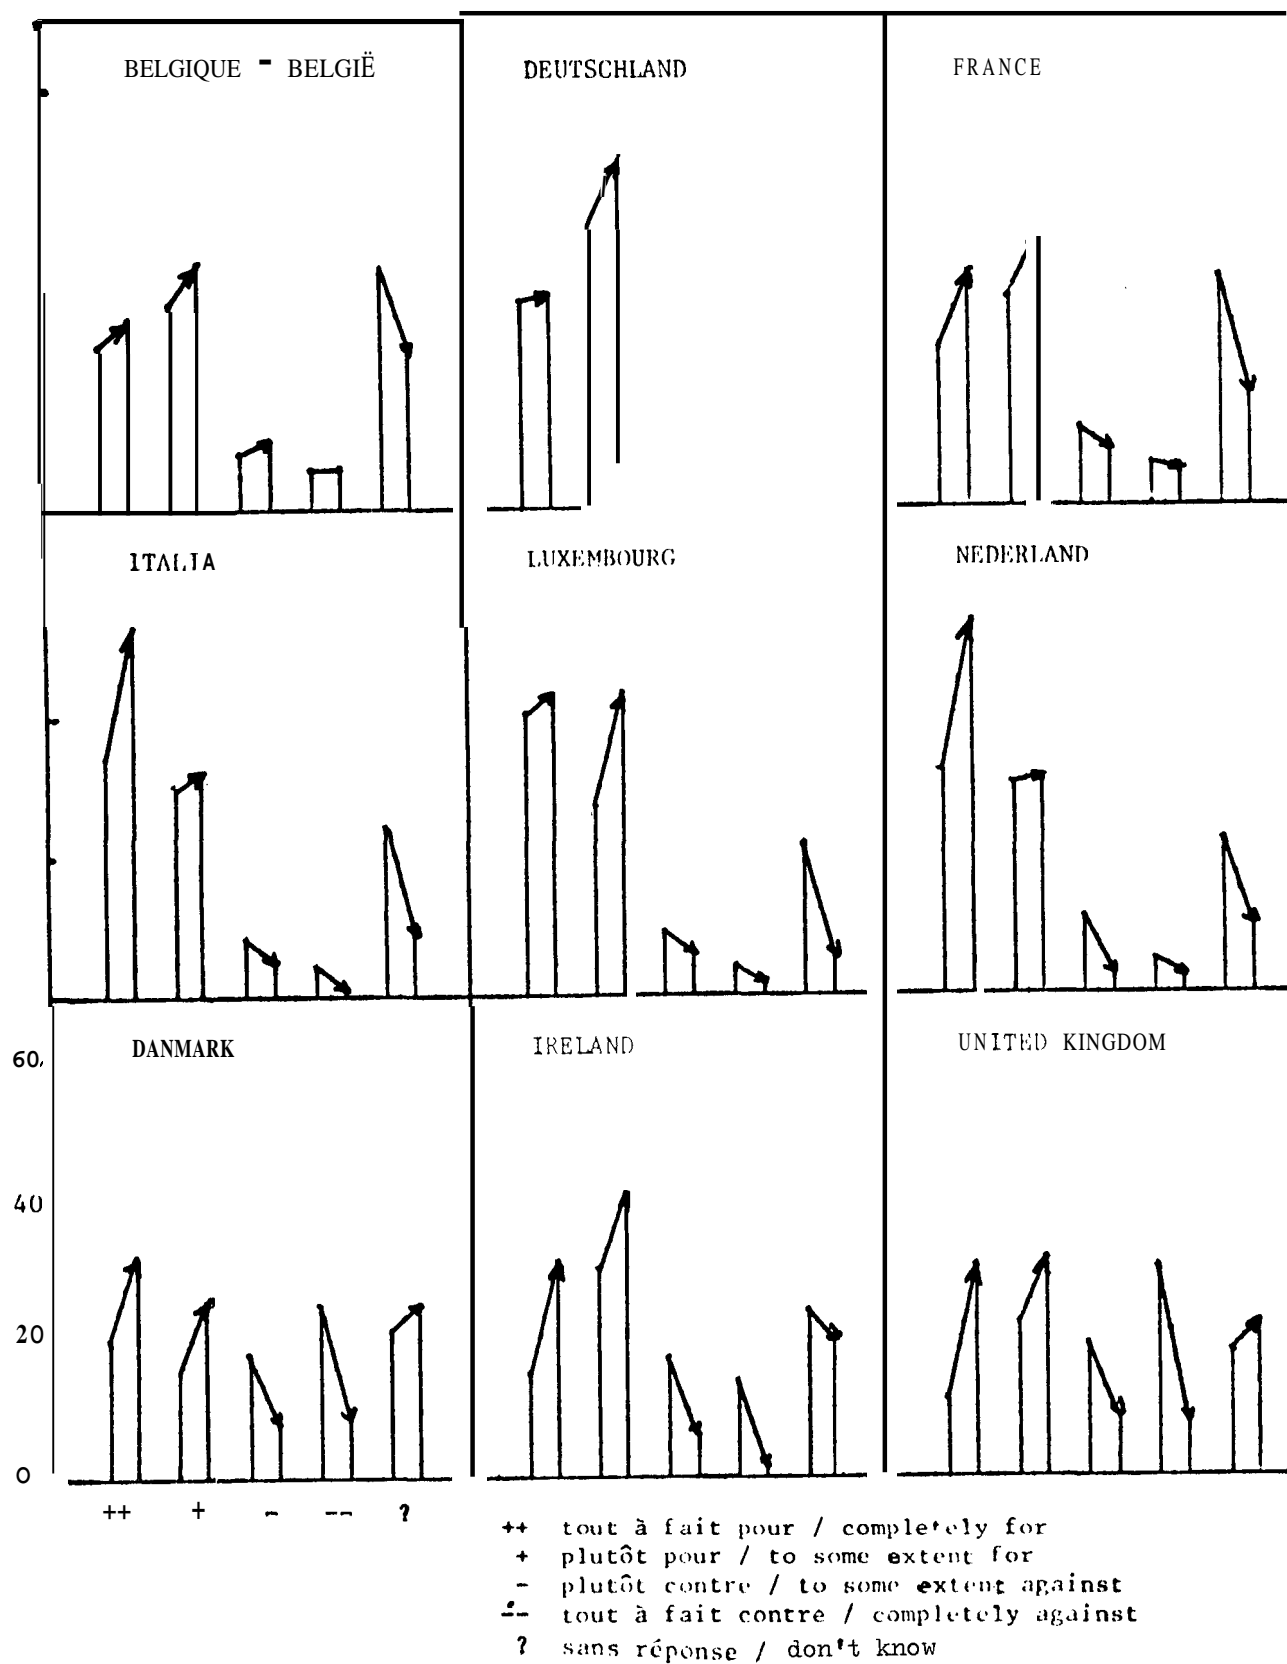 BELGIQUE - BELGIË
DEUTSCHLAND
FRANCE
ITALIA
LUXEMBOURG
NEDERLAND
60
DANMARK
IRELAND
UNITED KINGDOM
40
20
0
++ + - -- ?
++ tout à fait pour / completely for
+ plutôt pour / to some extent for
- plutôt contre / to some extent against
-- tout à fait contre / completely against
? sans réponse / don't know